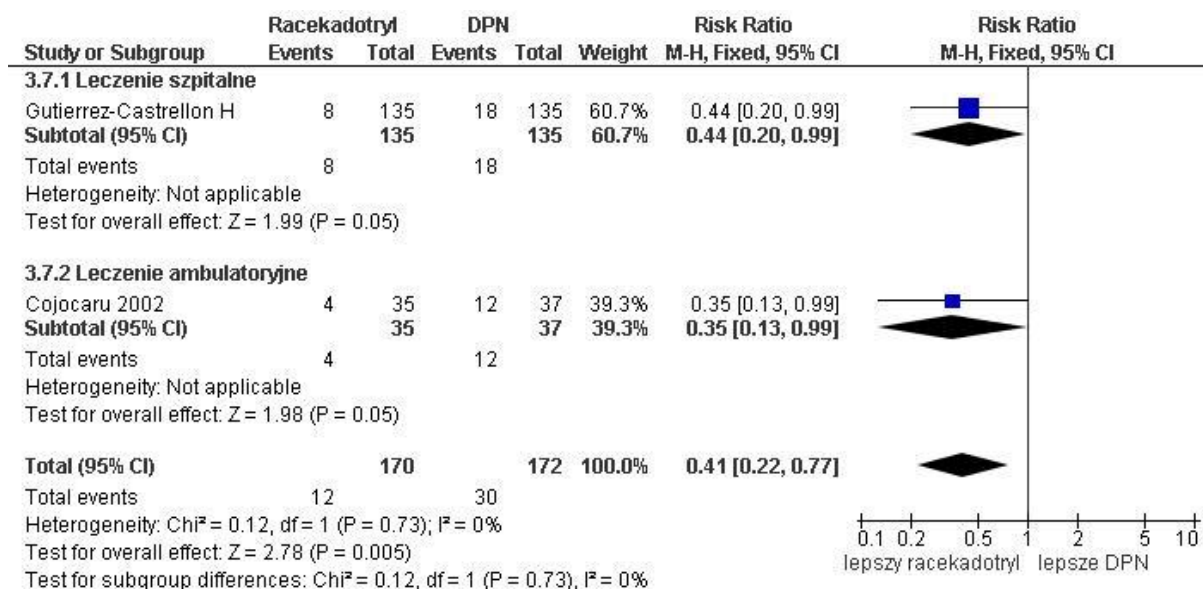 Racekadotryl DPN Risk Ratio Risk Ratio
Study or Subgroup Events Total Events Total Weight M-H, Fixed, 95% CI M-H, Fixed, 95% CI
3.7.1 Leczenie szpitalne
Gutierrez-Castrellon H 8 135 18 135 60.7% 0.44 [0.20, 0.99]
Subtotal (95% CI) 135 135 60.7% 0.44 [0.20, 0.99]
Total events 8 18
Heterogeneity: Not applicable
Test for overall effect: Z = 1.99 (P = 0.05)
3.7.2 Leczenie ambulatoryjne
Cojocaru 2002 4 35 12 37 39.3% 0.35 [0.13, 0.99]
Subtotal (95% CI) 35 37 39.3% 0.35 [0.13, 0.99]
Total events 4 12
Heterogeneity: Not applicable
Test for overall effect: Z = 1.98 (P = 0.05)
Total (95% CI) 170 172 100.0% 0.41 [0.22, 0.77]
Total events 12 30
Heterogeneity: Chi² = 0.12, df = 1 (P = 0.73); I² = 0%
Test for overall effect: Z = 2.78 (P = 0.005)
Test for subgroup differences: Chi² = 0.12, df = 1 (P = 0.73), I² = 0%
0.1 0.2 0.5 1 2 5 10
lepszy racekadotryl lepsze DPN